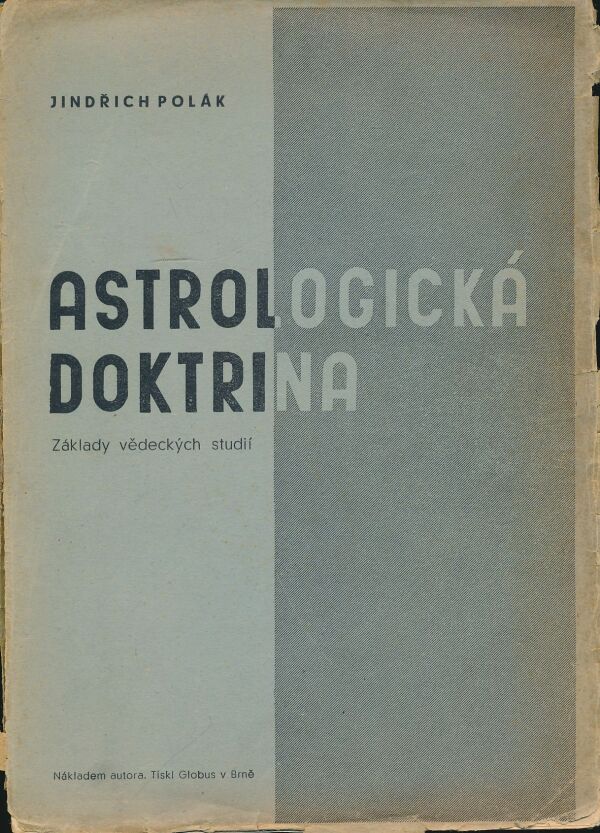 JINDŘICH POLÁK
ASTROLOGICKÁ
DOKTRINA
Základy vědeckých studií
Nákladem autora. Tiskl Globus v Brně